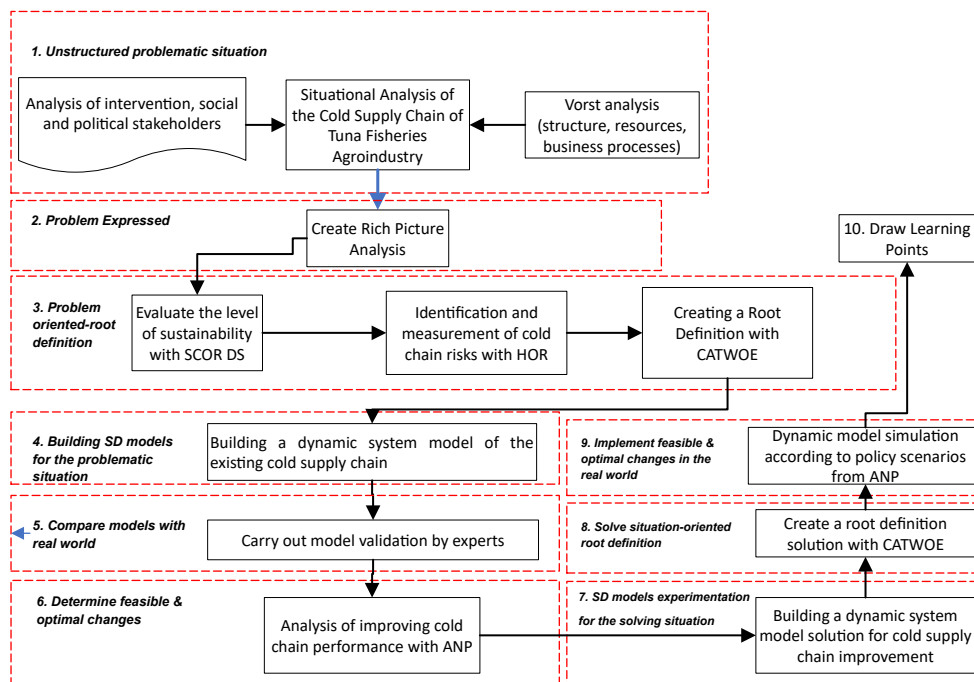 1. Unstructured problematic situation
Analysis of intervention, social
and political stakeholders
Situational Analysis of
the Cold Supply Chain of
Tuna Fisheries
Agroindustry
Vorst analysis
(structure, resources,
business processes)
2. Problem Expressed
Create Rich Picture
Analysis
10. Draw Learning
Points
3. Problem
oriented-root
definition
Evaluate the level
of sustainability
with SCOR DS
Identification and
measurement of cold
chain risks with HOR
Creating a Root
Definition with
CATWOE
4. Building SD models
for the problematic
situation
Building a dynamic system model of the
existing cold supply chain
9. Implement feasible &
optimal changes in the
real world
Dynamic model simulation
according to policy scenarios
from ANP
5. Compare models with
real world
Carry out model validation by experts
8. Solve situation-oriented
root definition
Create a root definition
solution with CATWOE
6. Determine feasible &
optimal changes
Analysis of improving cold
chain performance with ANP
7. SD models experimentation
for the solving situation
Building a dynamic system
model solution for cold supply
chain improvement